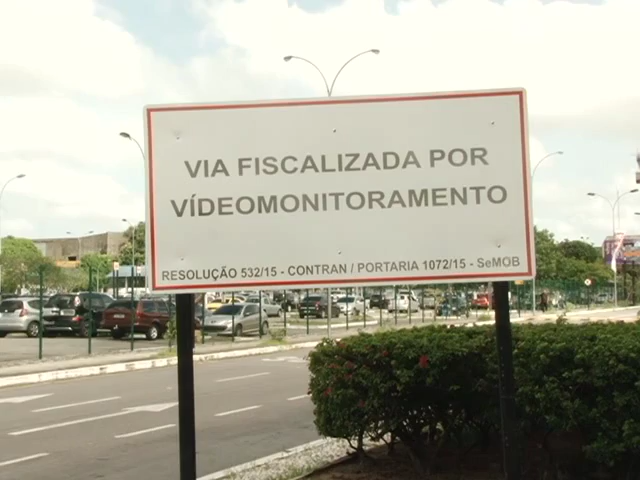 VIA FISCALIZADA POR
VÍDEOMONITORAMENTO
RESOLUÇÃO 532/15 - CONTRAN / PORTARIA 1072/15 - SeMOB